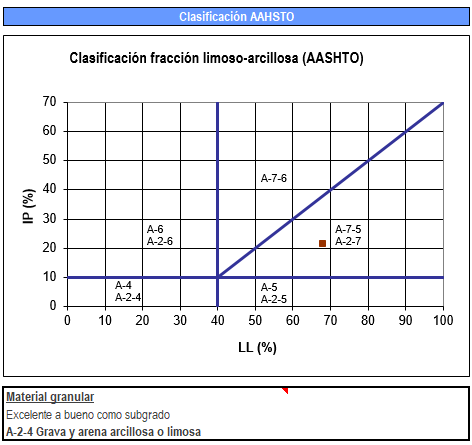 Clasificación AAHSTO
Clasificación fracción limoso-arcillosa (AASHTO)
70
60
50
40
30
20
10
0
IP (%)
A-7-6
A-6
A-2-6
A-7-5
A-2-7
A-4
A-2-4
A-5
A-2-5
0 10 20 30 40 50 60 70 80 90 100
LL (%)
Material granular
Excelente a bueno como subgrado
A-2-4 Grava y arena arcillosa o limosa